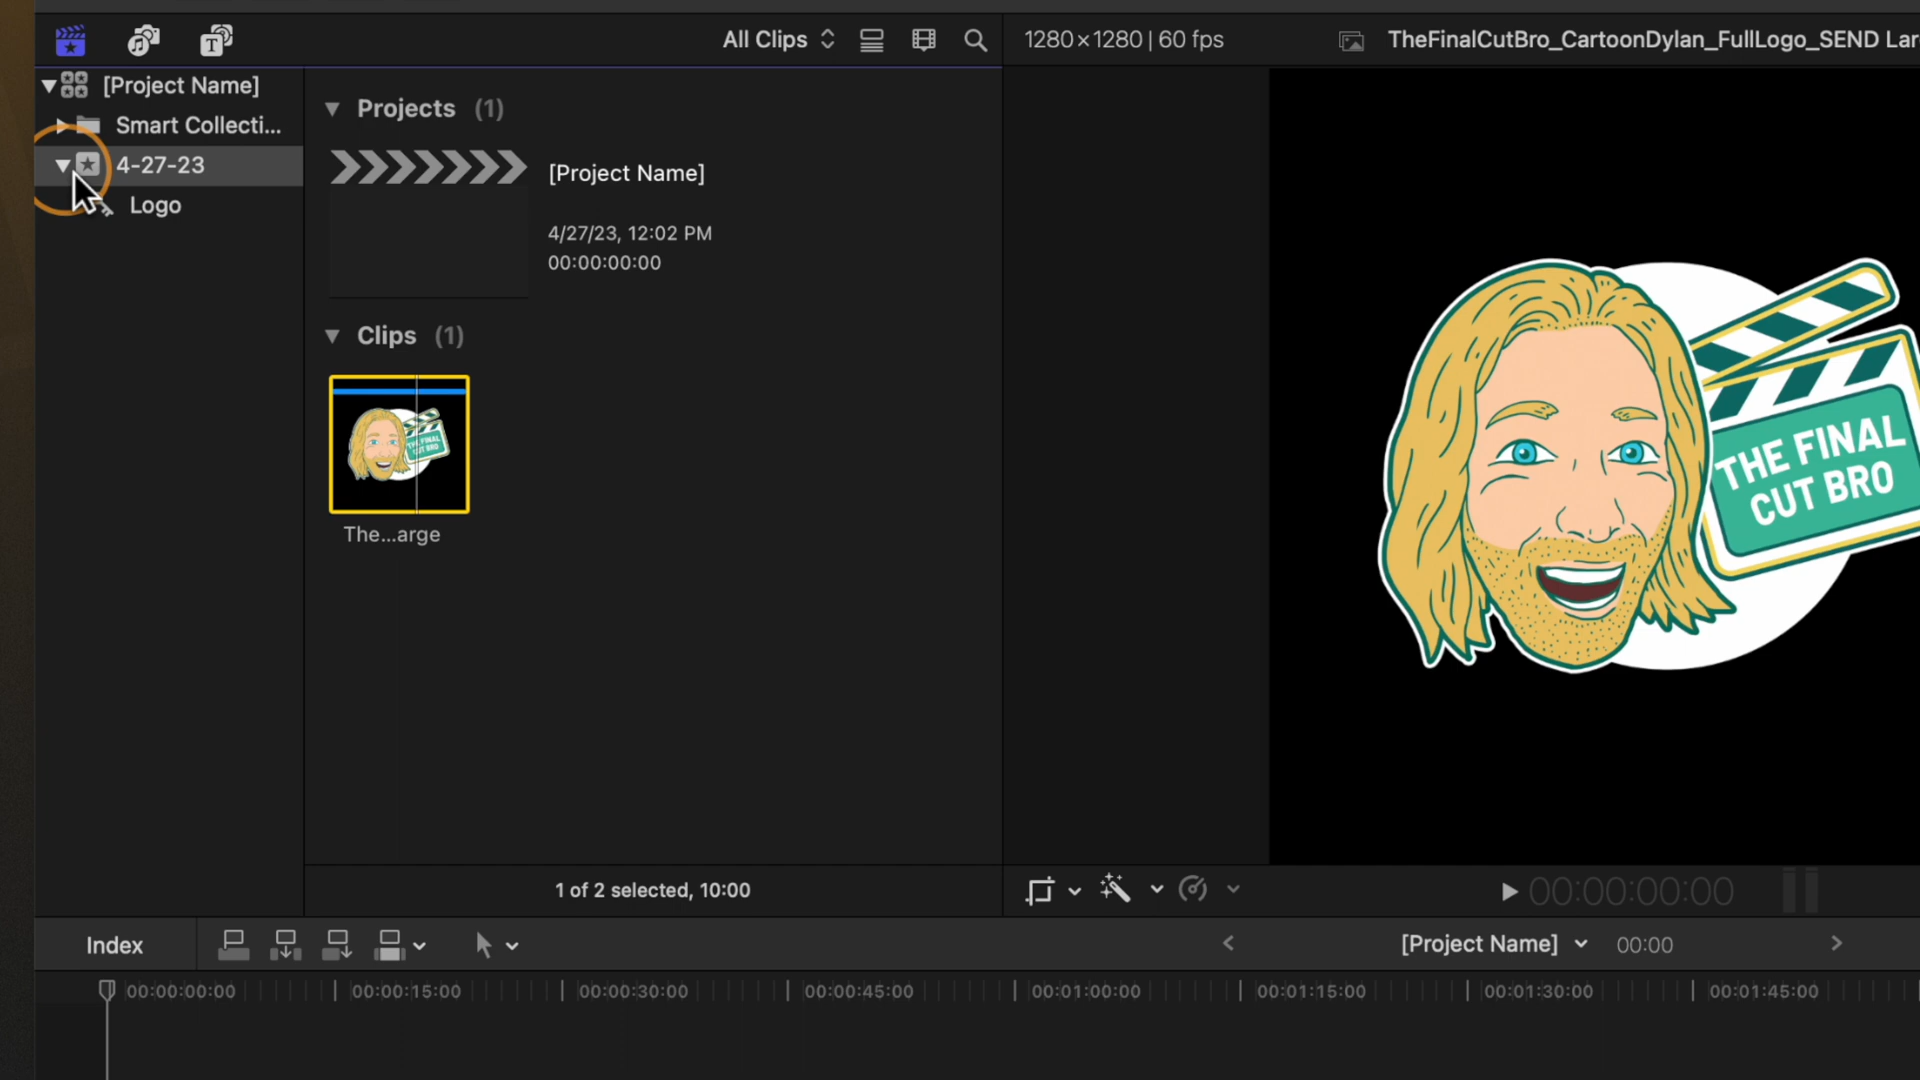 All Clips
1280×1280 | 60 fps
TheFinalCutBro_CartoonDylan_FullLogo_SEND Lar
[Project Name]
Smart Collecti...
4-27-23
Logo
Projects (1)
[Project Name]
4/27/23, 12:02 PM
00:00:00:00
Clips (1)
THE FINAL
CUT BRO
The...arge
THE FINAL
CUT BRO
1 of 2 selected, 10:00
00:00:00:00
Index
[Project Name]
00:00
00:00:00:00
00:00:15:00
00:00:30:00
00:00:45:00
00:01:00:00
00:01:15:00
00:01:30:00
00:01:45:00